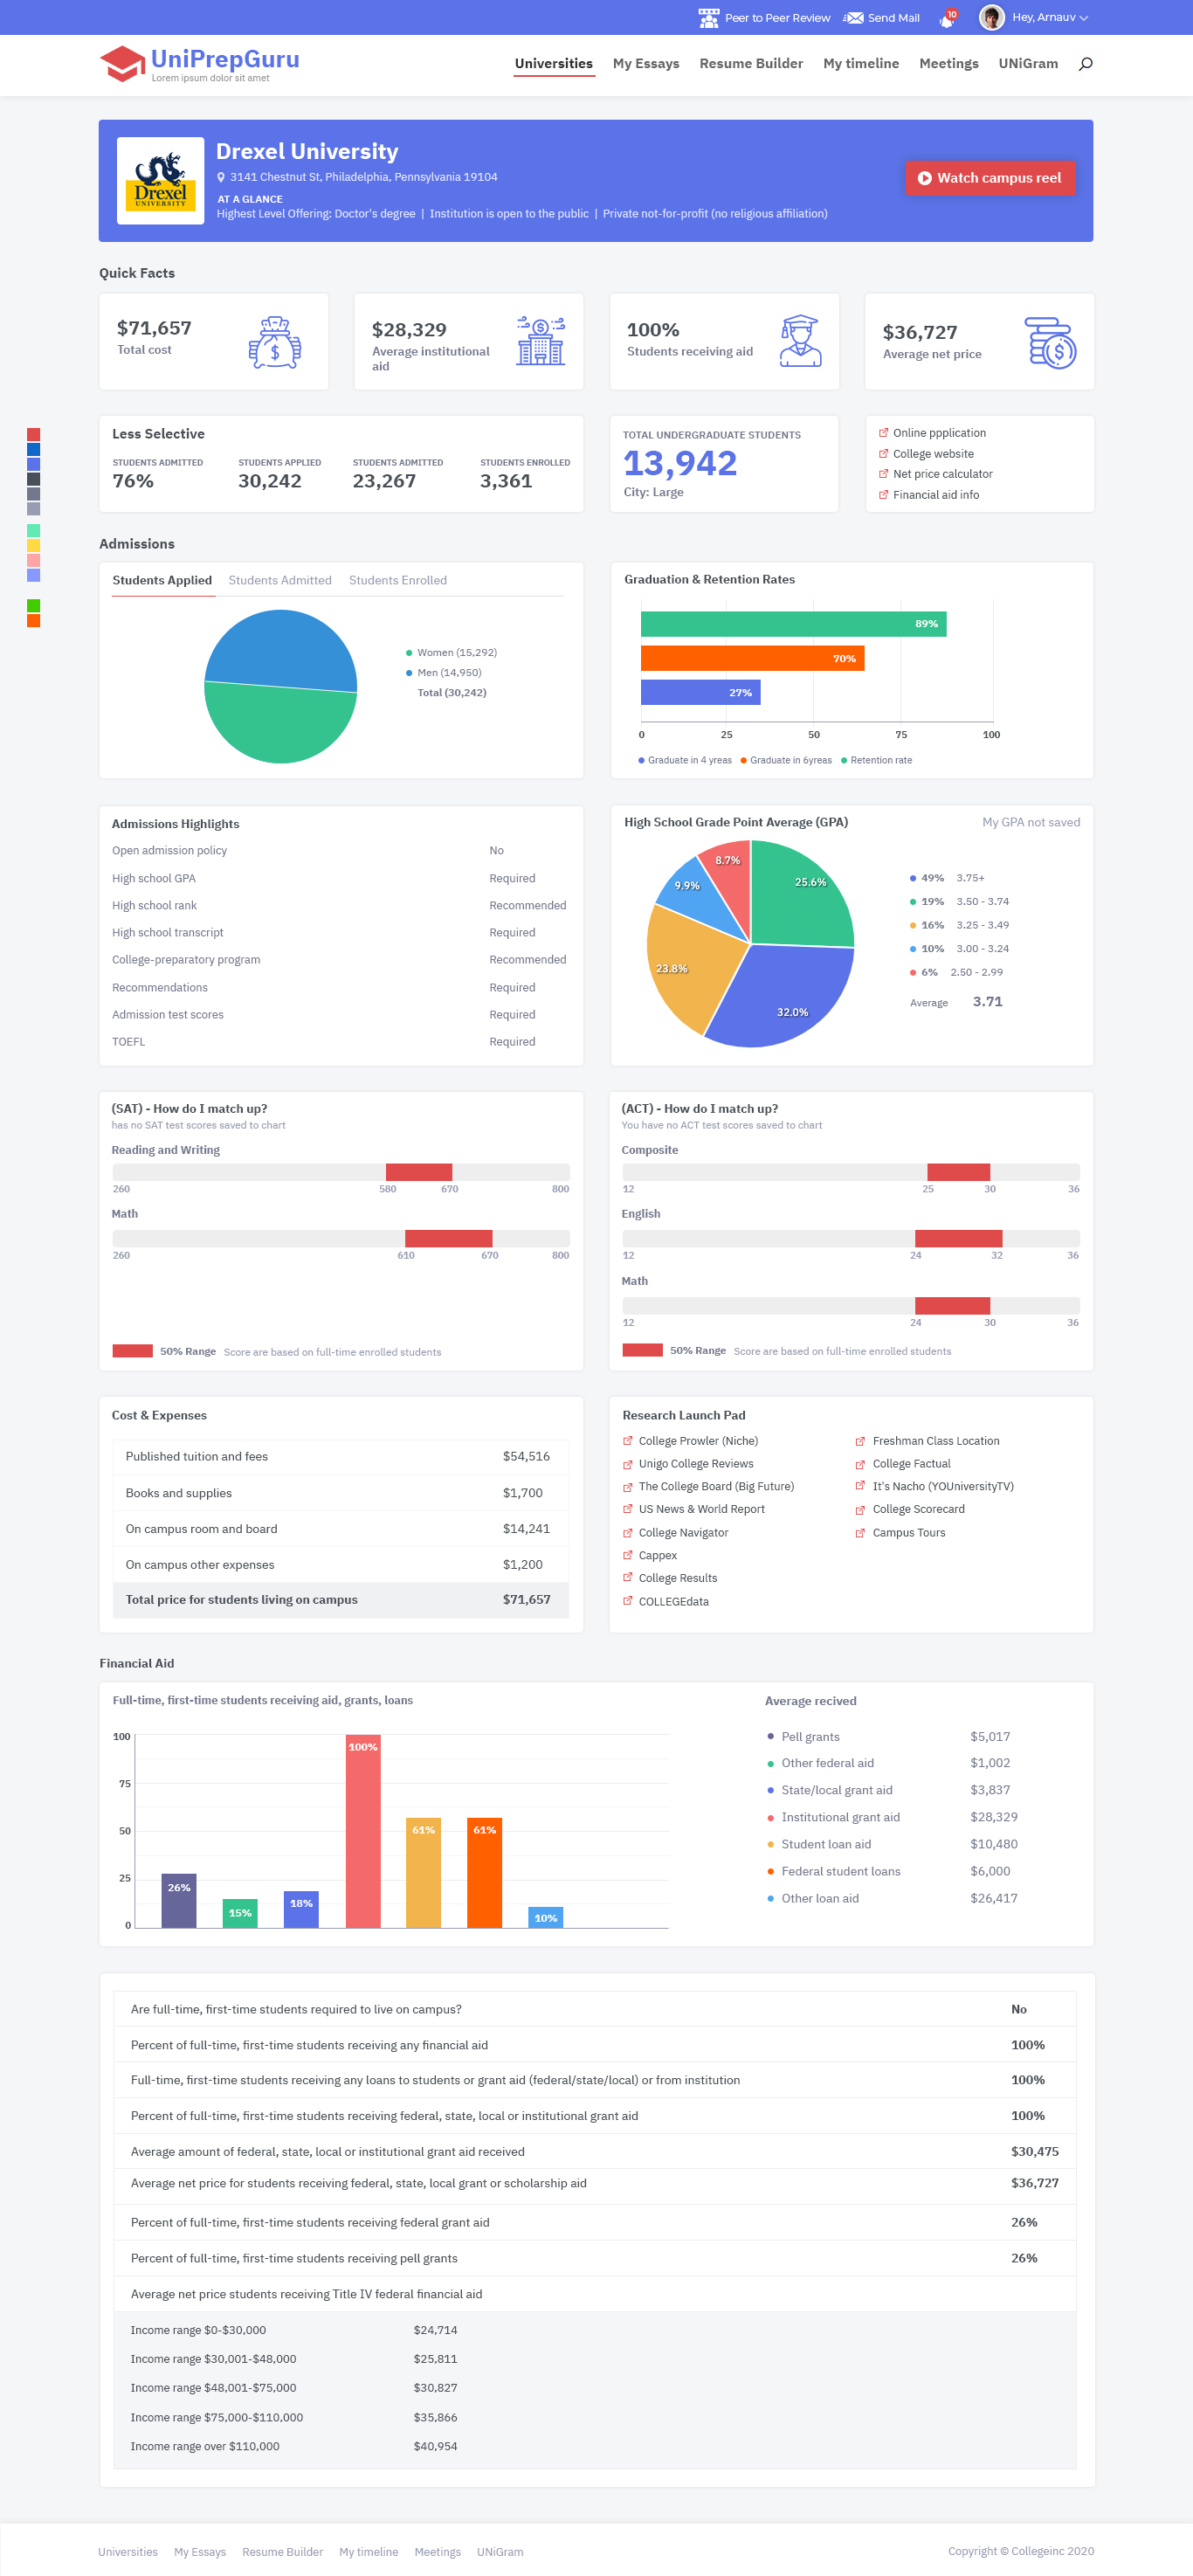 Peer to Peer Review Send Mail 10 Hey, Arnauv
UniPrepGuru
Lorem ipsum dolor sit amet
Universities My Essays Resume Builder My timeline Meetings UNiGram
Drexel
UNIVERSITY
Drexel University
3141 Chestnut St, Philadelphia, Pennsylvania 19104
AT A GLANCE
Highest Level Offering: Doctor's degree | Institution is open to the public | Private not-for-profit (no religious affiliation)
Watch campus reel
Quick Facts
$71,657
Total cost
$28,329
Average institutional
aid
100%
Students receiving aid
$36,727
Average net price
Less Selective
STUDENTS ADMITTED STUDENTS APPLIED STUDENTS ADMITTED STUDENTS ENROLLED
76% 30,242 23,267 3,361
TOTAL UNDERGRADUATE STUDENTS
13,942
City: Large
Online ppplication
College website
Net price calculator
Financial aid info
Admissions
Students Applied Students Admitted Students Enrolled
Women (15,292)
Men (14,950)
Total (30,242)
Graduation & Retention Rates
89%
70%
27%
0 25 50 75 100
Graduate in 4 yreas Graduate in 6yreas Retention rate
Admissions Highlights
Open admission policy No
High school GPA Required
High school rank Recommended
High school transcript Required
College-preparatory program Recommended
Recommendations Required
Admission test scores Required
TOEFL Required
High School Grade Point Average (GPA) My GPA not saved
8.7%
25.6%
9.9%
23.8%
32.0%
49% 3.75+
19% 3.50 - 3.74
16% 3.25 - 3.49
10% 3.00 - 3.24
6% 2.50 - 2.99
Average 3.71
(SAT) - How do I match up?
has no SAT test scores saved to chart
Reading and Writing
260 580 670 800
Math
260 610 670 800
50% Range Score are based on full-time enrolled students
(ACT) - How do I match up?
You have no ACT test scores saved to chart
Composite
12 25 30 36
English
12 24 32 36
Math
12 24 30 36
50% Range Score are based on full-time enrolled students
Cost & Expenses
Published tuition and fees $54,516
Books and supplies $1,700
On campus room and board $14,241
On campus other expenses $1,200
Total price for students living on campus $71,657
Research Launch Pad
College Prowler (Niche)
Unigo College Reviews
The College Board (Big Future)
US News & World Report
College Navigator
Cappex
College Results
COLLEGEdata
Freshman Class Location
College Factual
It's Nacho (YOUniversityTV)
College Scorecard
Campus Tours
Financial Aid
Full-time, first-time students receiving aid, grants, loans
100
75
50
25
0
26%
15%
18%
100%
61%
61%
10%
Average recived
Pell grants $5,017
Other federal aid $1,002
State/local grant aid $3,837
Institutional grant aid $28,329
Student loan aid $10,480
Federal student loans $6,000
Other loan aid $26,417
Are full-time, first-time students required to live on campus? No
Percent of full-time, first-time students receiving any financial aid 100%
Full-time, first-time students receiving any loans to students or grant aid (federal/state/local) or from institution 100%
Percent of full-time, first-time students receiving federal, state, local or institutional grant aid 100%
Average amount of federal, state, local or institutional grant aid received $30,475
Average net price for students receiving federal, state, local grant or scholarship aid $36,727
Percent of full-time, first-time students receiving federal grant aid 26%
Percent of full-time, first-time students receiving pell grants 26%
Average net price students receiving Title IV federal financial aid
Income range $0-$30,000 $24,714
Income range $30,001-$48,000 $25,811
Income range $48,001-$75,000 $30,827
Income range $75,000-$110,000 $35,866
Income range over $110,000 $40,954
Universities My Essays Resume Builder My timeline Meetings UNiGram
Copyright © Collegeinc 2020